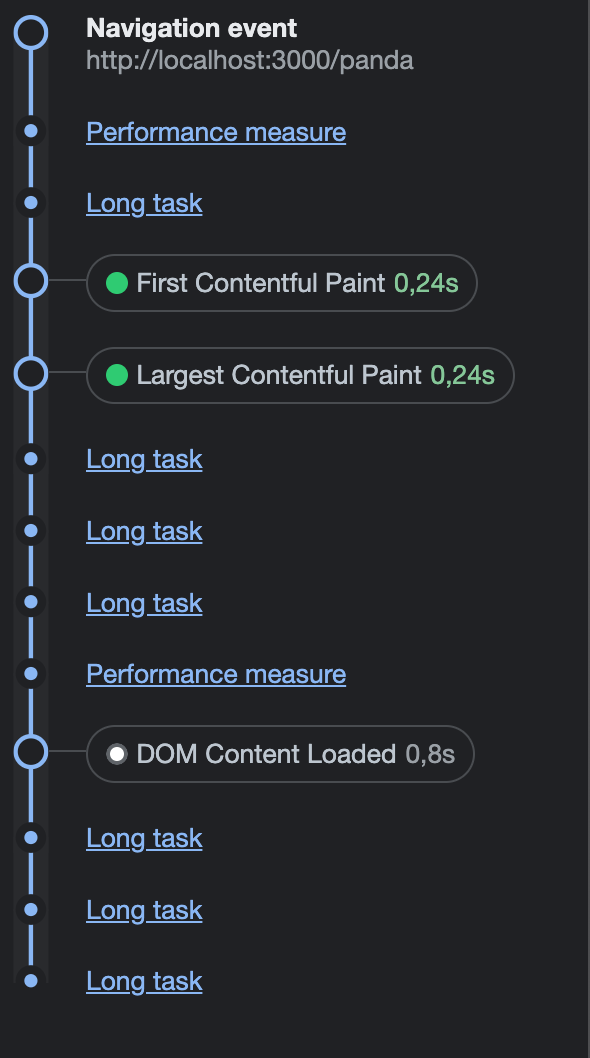 Navigation event
http://localhost:3000/panda
Performance measure
Long task
First Contentful Paint 0,24s
Largest Contentful Paint 0,24s
Long task
Long task
Long task
Performance measure
DOM Content Loaded 0,8s
Long task
Long task
Long task